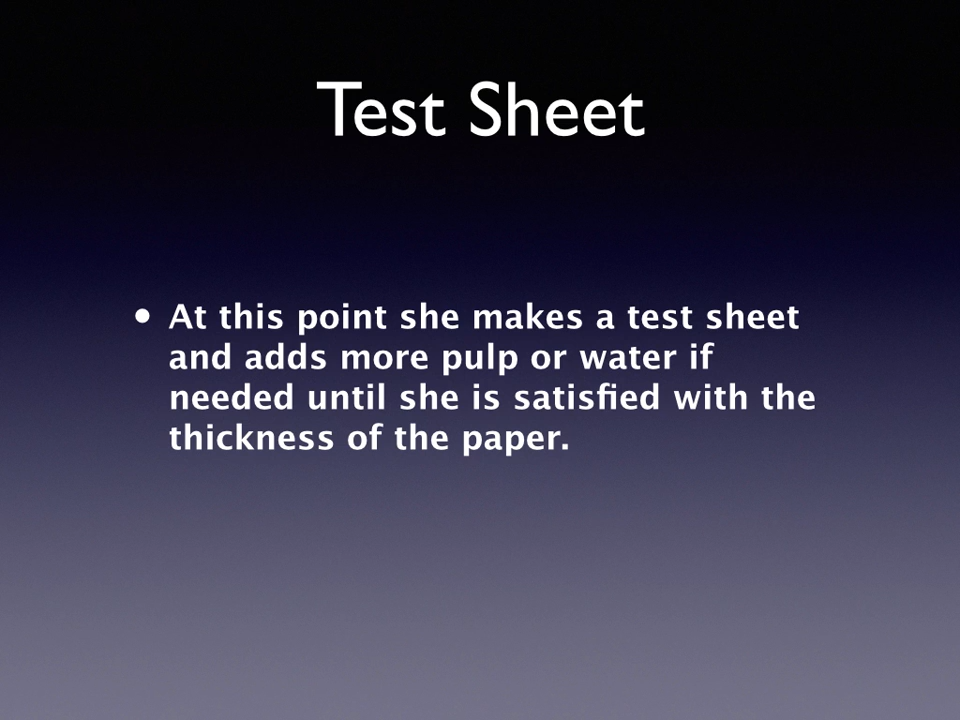 Test Sheet
• At this point she makes a test sheet
and adds more pulp or water if
needed until she is satisfied with the
thickness of the paper.